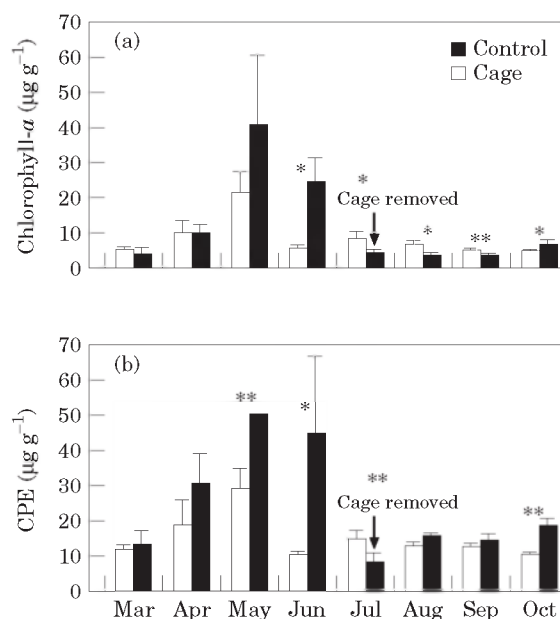 70
(a)
Control
60
Cage
50
40
Chlorophyll-a (µg g⁻¹)
30
*
*
20
Cage removed
10
*
**
*
0
70
(b)
60
**
*
50
40
CPE (µg g⁻¹)
**
30
Cage removed
**
20
10
0
Mar Apr May Jun Jul Aug Sep Oct